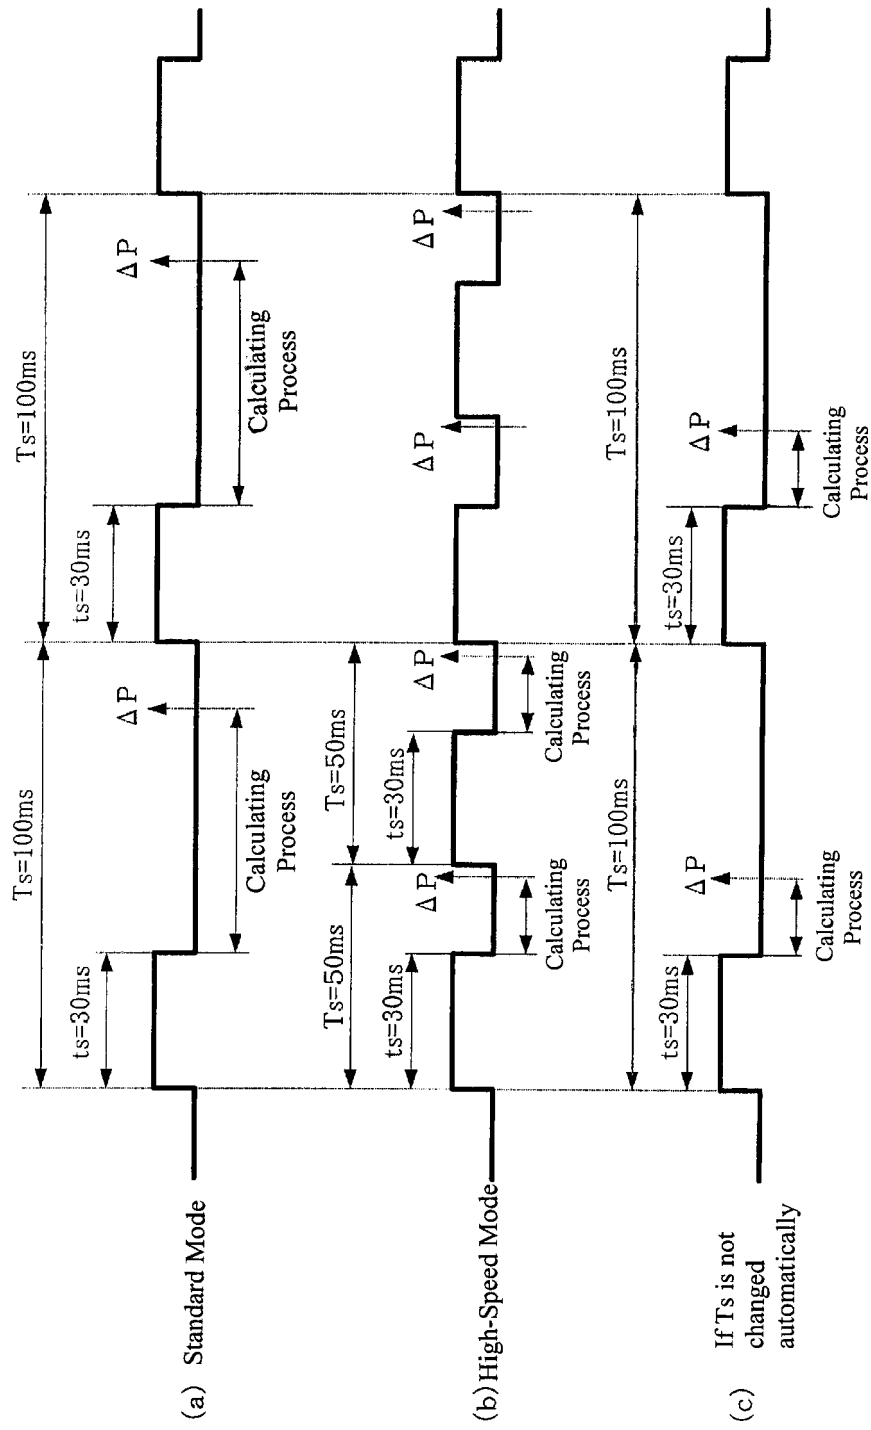 (a) Standard Mode
Ts=100ms
Ts=100ms
ts=30ms
ts=30ms
ΔP
ΔP
Calculating
Process
Calculating
Process
(b) High-Speed Mode
Ts=50ms
Ts=50ms
ts=30ms
ts=30ms
ΔP
ΔP
ΔP
ΔP
Calculating
Process
Calculating
Process
(c)
If Ts is not
changed
automatically
Ts=100ms
Ts=100ms
ts=30ms
ts=30ms
ΔP
ΔP
Calculating
Process
Calculating
Process